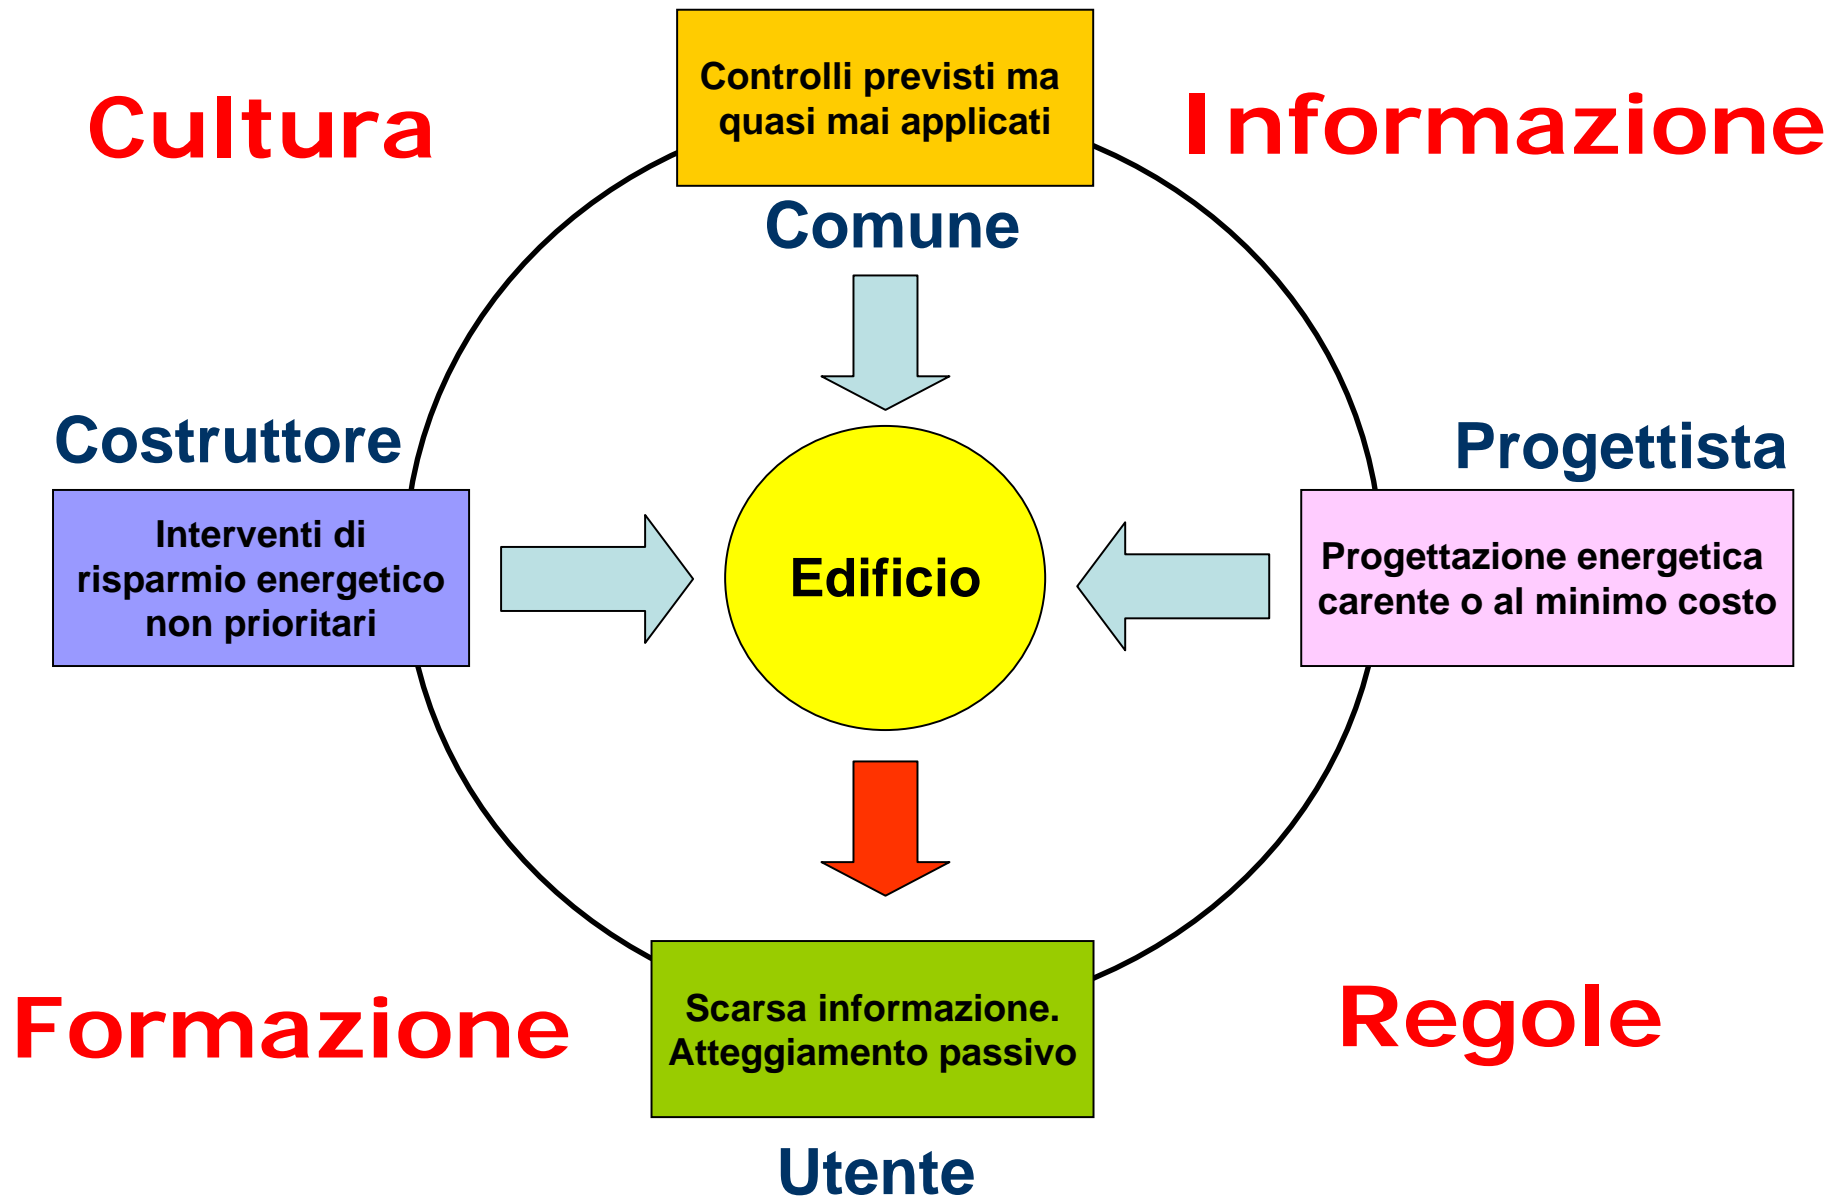 Controlli previsti ma
quasi mai applicati
Cultura
Informazione
Comune
Costruttore
Progettista
Interventi di
risparmio energetico
non prioritari
Edificio
Progettazione energetica
carente o al minimo costo
Formazione
Scarsa informazione.
Atteggiamento passivo
Regole
Utente